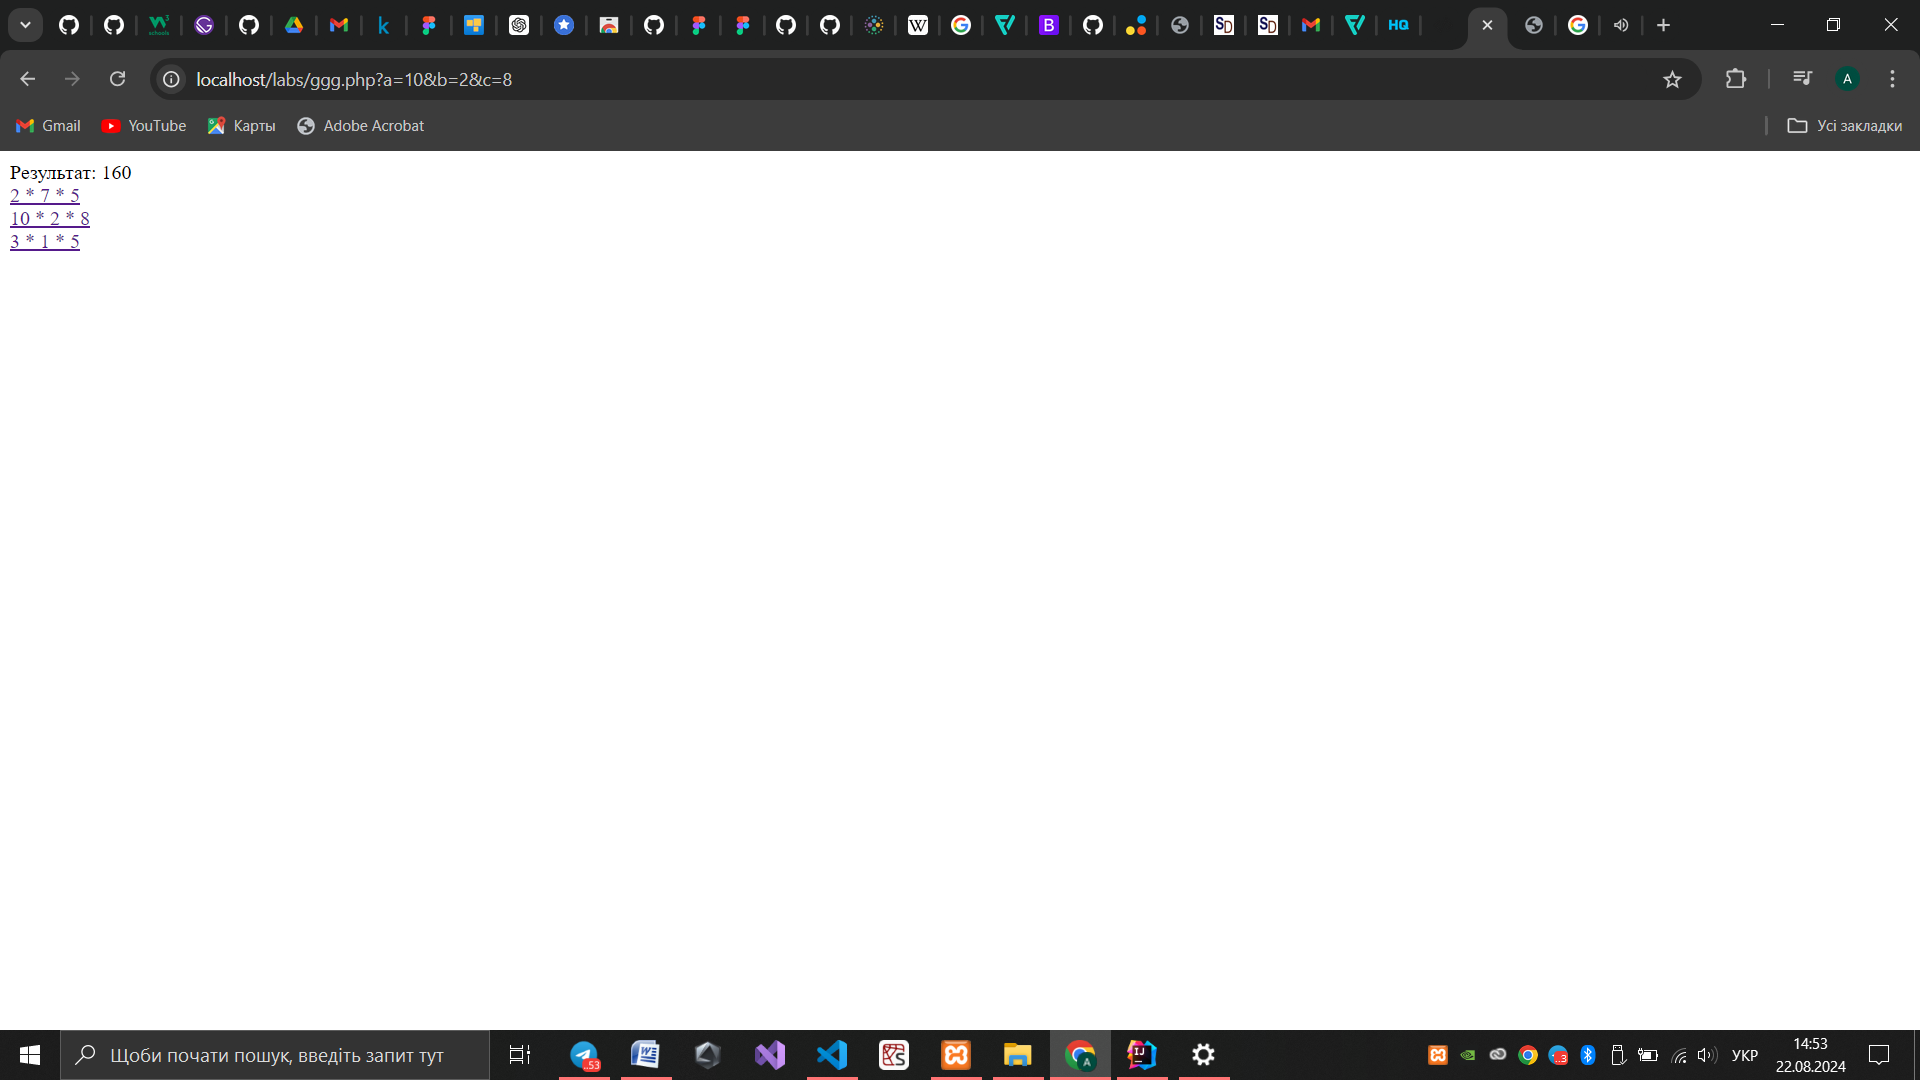 HQ
localhost/labs/ggg.php?a=10&b=2&c=8
A
Gmail
YouTube
Карты
Adobe Acrobat
Усі закладки
Результат: 160
2 * 7 * 5
10 * 2 * 8
3 * 1 * 5
Щоби почати пошук, введіть запит тут
УКР
14:53
22.08.2024